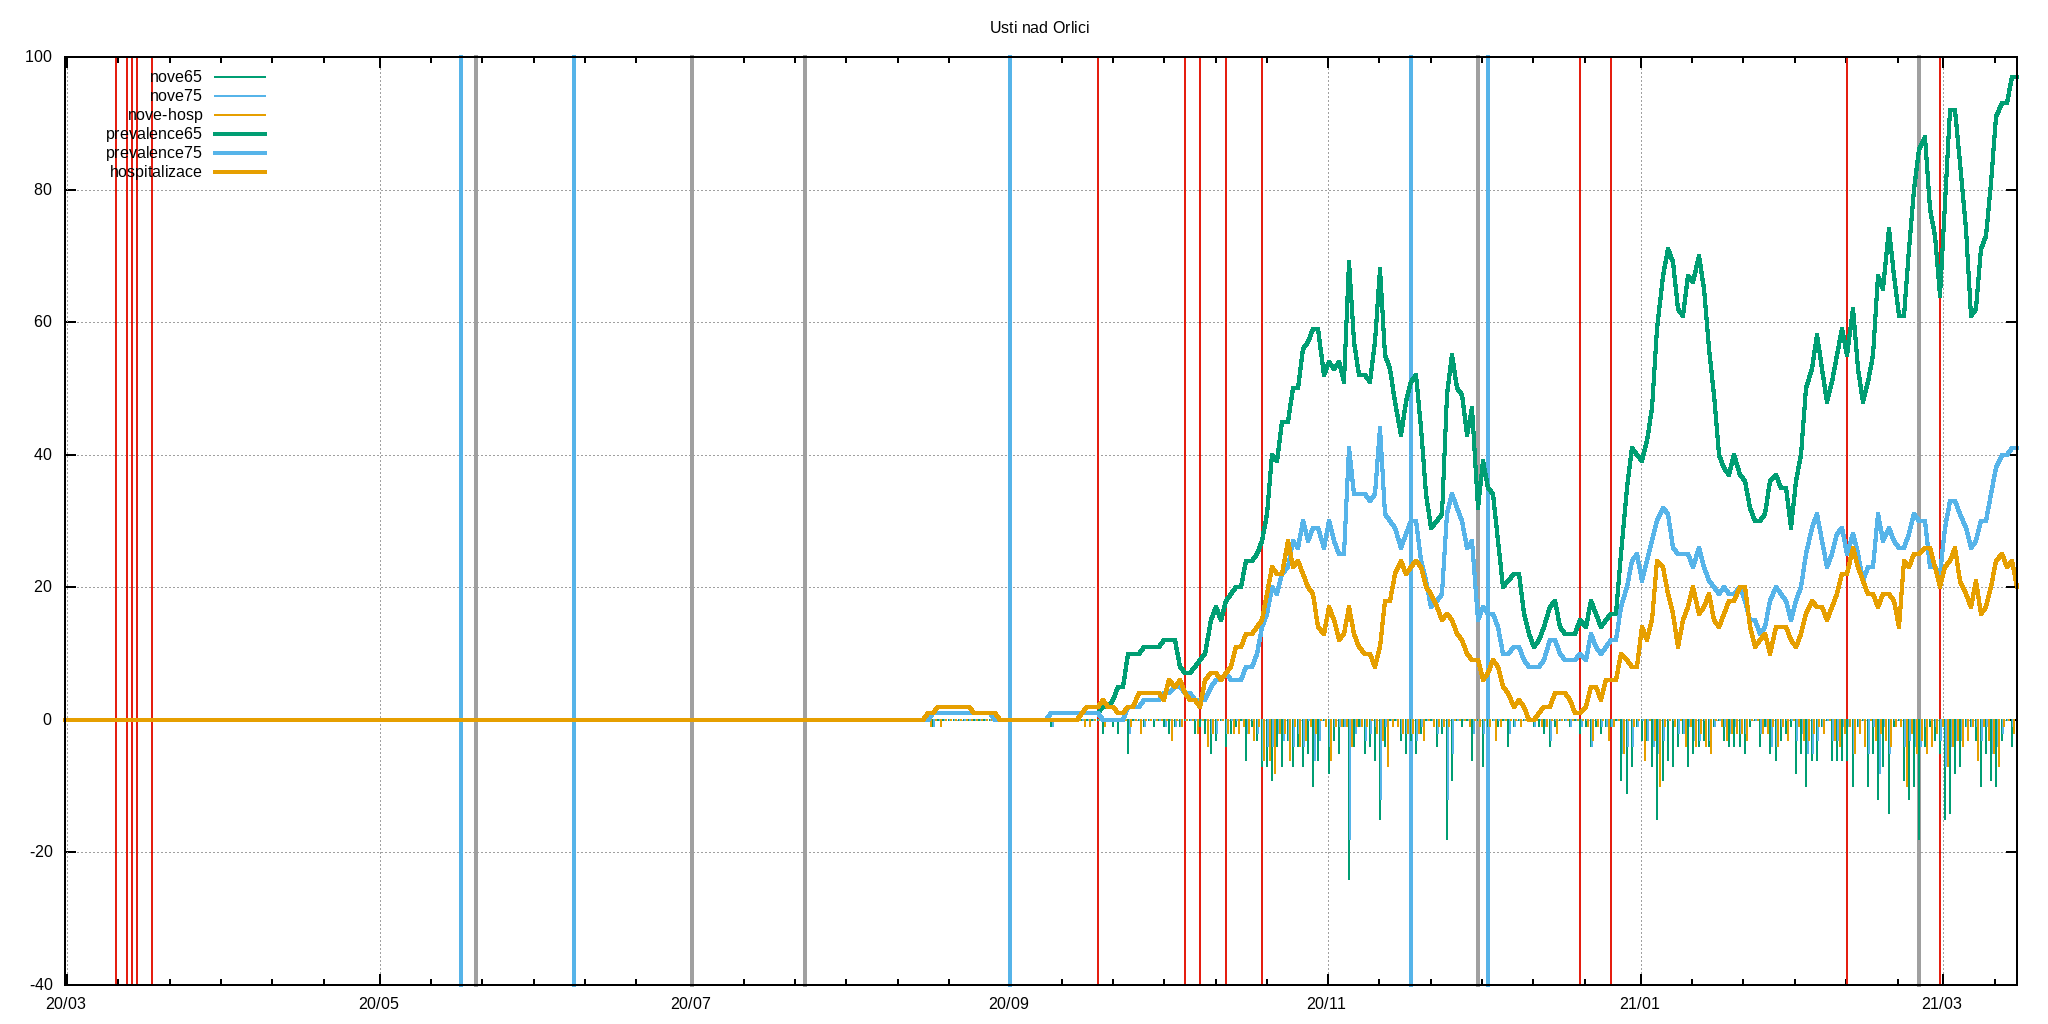 Usti nad Orlici
100
80
60
40
20
0
-20
-40
nove65
nove75
nove-hosp
prevalence65
prevalence75
hospitalizace
20/03 20/05 20/07 20/09 20/11 21/01 21/03